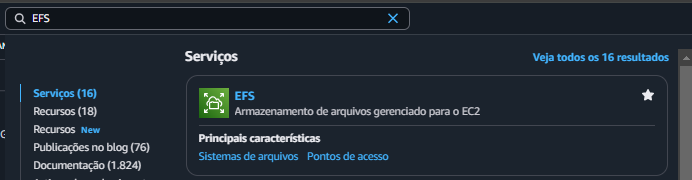 EFS
Serviços
Veja todos os 16 resultados
Serviços (16)
Recursos (18)
Recursos New
Publicações no blog (76)
Documentação (1.824)
EFS
Armazenamento de arquivos gerenciado para o EC2
Principais características
Sistemas de arquivos Pontos de acesso